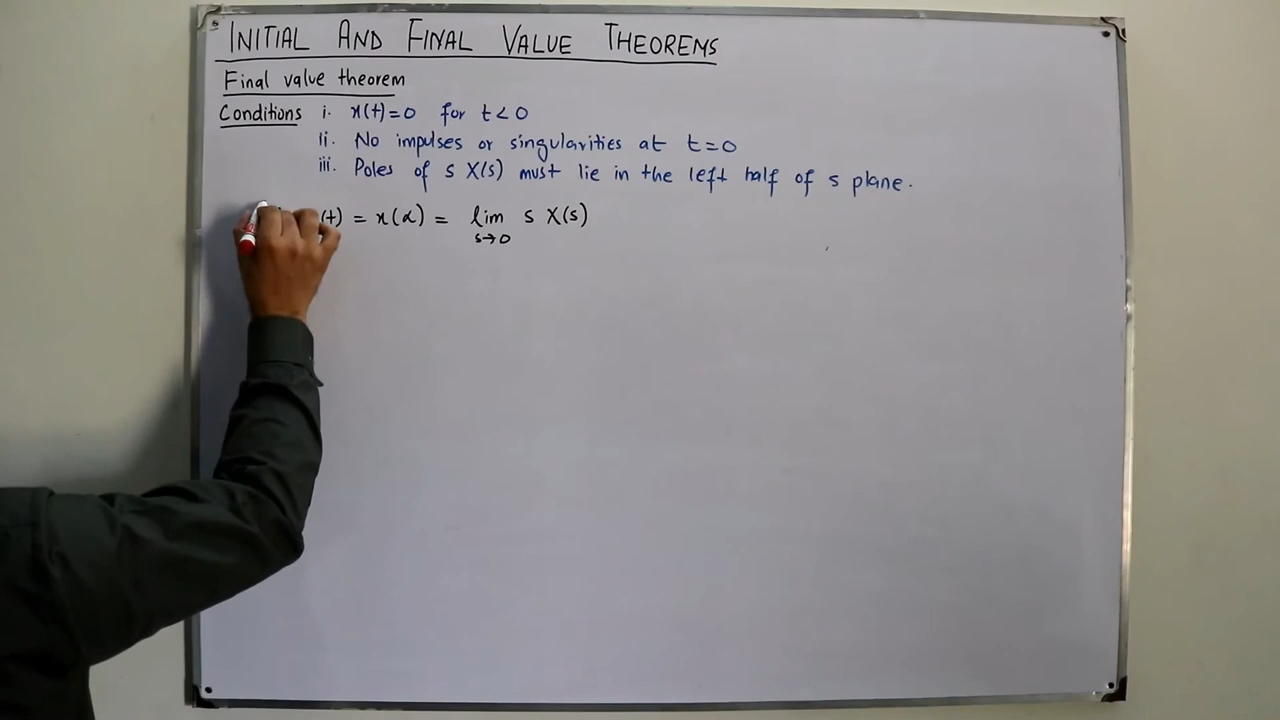 INITIAL AND FINAL VALUE THEOREMS
Final value theorem
Conditions i. x(t)=0 for t<0
ii. No impulses or singularities at t=0
iii. Poles of s X(s) must lie in the left half of s plane.
(t) = x(α) = lim s X(s)
s→0